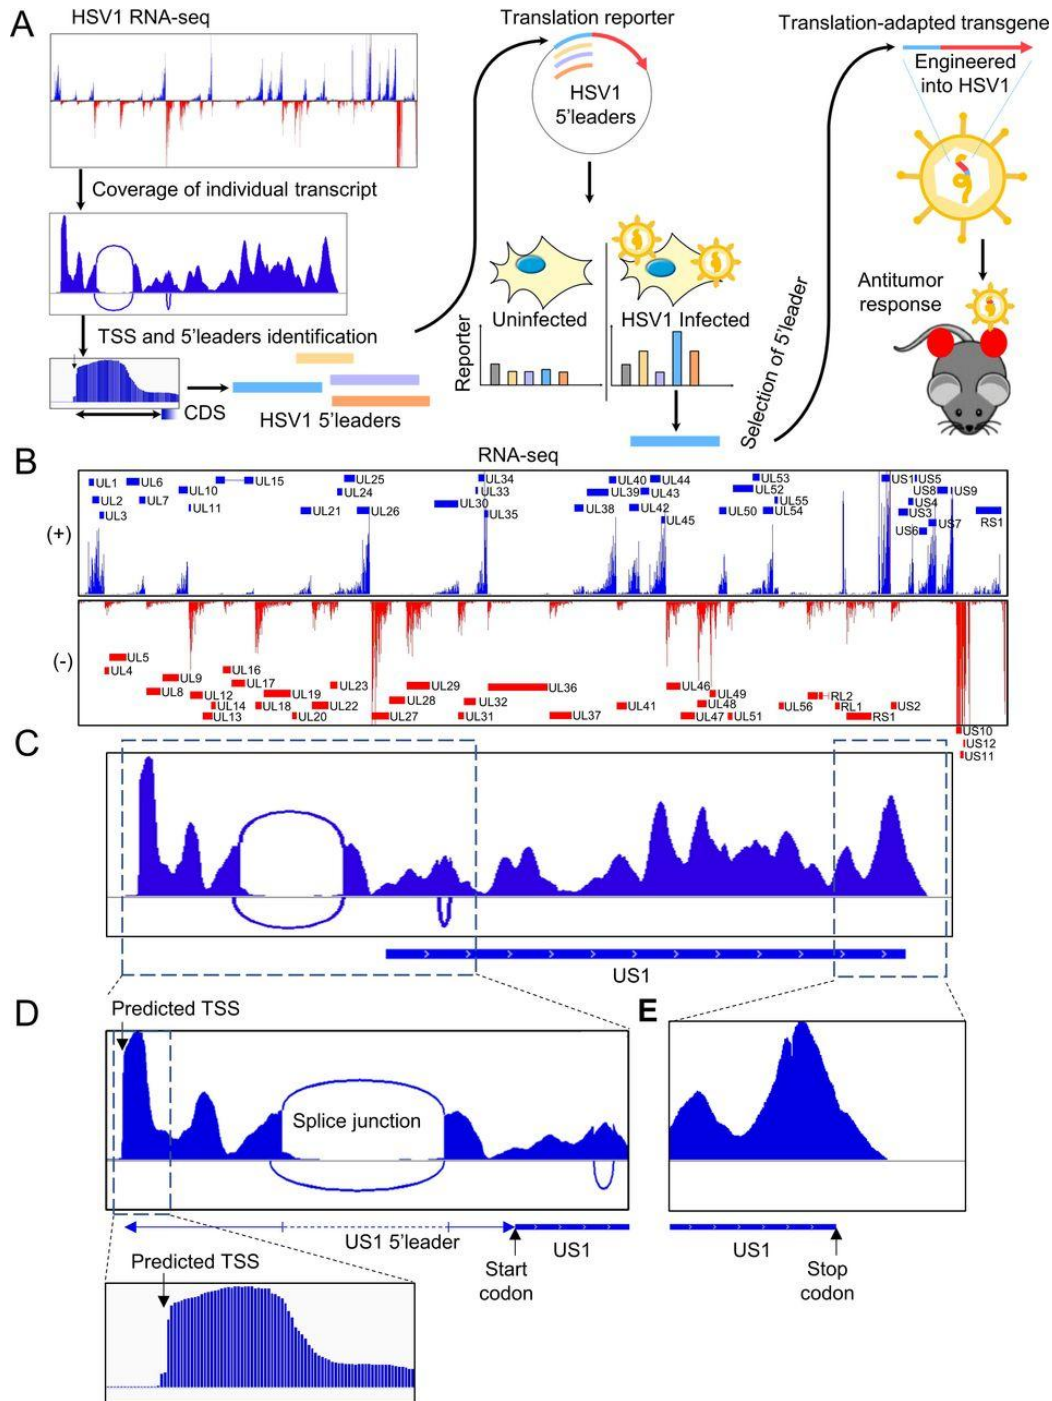 A
HSV1 RNA-seq
Coverage of individual transcript
TSS and 5'leaders identification
CDS
HSV1 5'leaders
Translation reporter
HSV1
5'leaders
Uninfected
HSV1 Infected
Reporter
Selection of 5'leader
Translation-adapted transgene
Engineered
into HSV1
Antitumor
response
B
RNA-seq
(+)
UL1 UL6 UL15 UL25 UL34 UL40 UL44 UL53 US1 US5
UL10 UL24 UL33 UL39 UL43 UL52 US8 US9
UL2 UL7 UL30 UL55 US4
UL11 UL21 UL26 UL35 UL38 UL42 UL50 UL54 US3 RS1
UL3 UL45 US6 US7
(-)
UL5 UL16 UL23 UL29 UL36 UL46 RL2
UL4 UL9 UL17
UL8 UL12 UL19 UL28 UL32 UL49
UL14 UL18 UL22 UL41 UL48 UL56 RL1 US2
UL13 UL20 UL27 UL31 UL37 UL47 UL51 RS1
US10
US12
US11
C
US1
D
Predicted TSS
Splice junction
US1 5'leader
US1
Start
codon
Predicted TSS
E
US1
Stop
codon